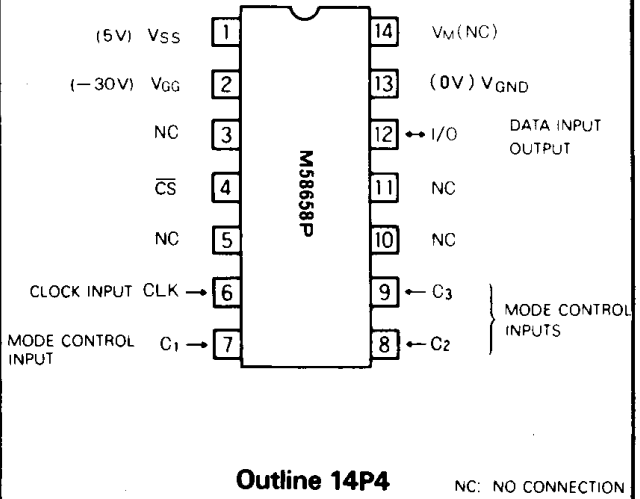 (5V) VSS 1 14 VM(NC)
(−30V) VGG 2 13 (0V) VGND
NC 3 12 ↔ I/O DATA INPUT
OUTPUT
M58658P
C̅S̅ 4 11 NC
NC 5 10 NC
CLOCK INPUT CLK → 6 9 ← C3
MODE CONTROL
INPUTS
MODE CONTROL C1 → 7 8 ← C2
INPUT
Outline 14P4
NC: NO CONNECTION